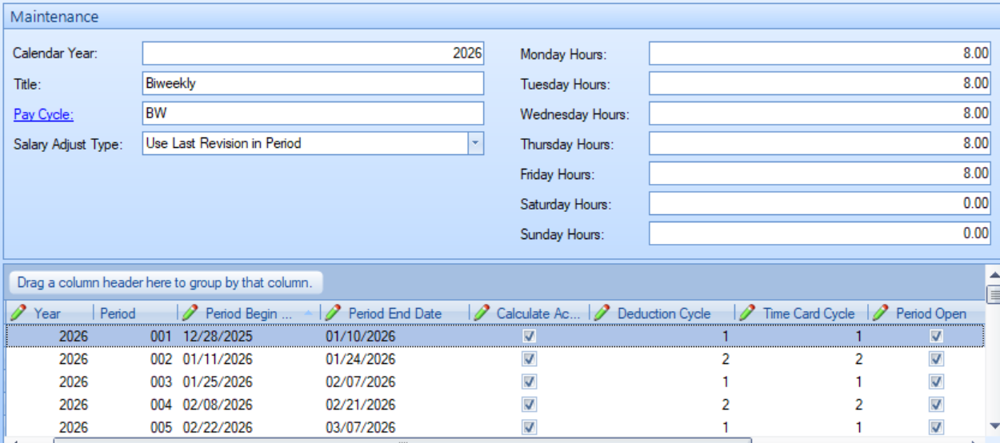 Maintenance
Calendar Year: 2026
Title: Biweekly
Pay Cycle: BW
Salary Adjust Type: Use Last Revision in Period
Monday Hours: 8.00
Tuesday Hours: 8.00
Wednesday Hours: 8.00
Thursday Hours: 8.00
Friday Hours: 8.00
Saturday Hours: 0.00
Sunday Hours: 0.00
Drag a column header here to group by that column.
Year Period Period Begin ... Period End Date Calculate Ac... Deduction Cycle Time Card Cycle Period Open
2026 001 12/28/2025 01/10/2026 1 1
2026 002 01/11/2026 01/24/2026 2 2
2026 003 01/25/2026 02/07/2026 1 1
2026 004 02/08/2026 02/21/2026 2 2
2026 005 02/22/2026 03/07/2026 1 1